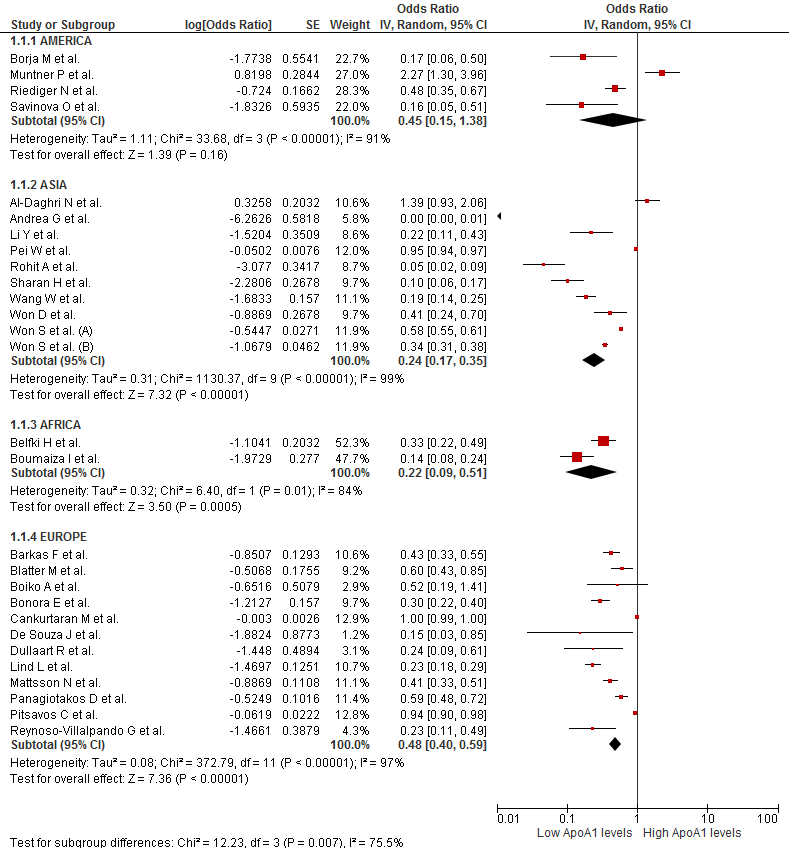 Odds Ratio Odds Ratio
Study or Subgroup log[Odds Ratio] SE Weight IV, Random, 95% CI IV, Random, 95% CI
1.1.1 AMERICA
Borja M et al. -1.7738 0.5541 22.7% 0.17 [0.06, 0.50]
Muntner P et al. 0.8198 0.2844 27.0% 2.27 [1.30, 3.96]
Riediger N et al. -0.724 0.1662 28.3% 0.48 [0.35, 0.67]
Savinova O et al. -1.8326 0.5935 22.0% 0.16 [0.05, 0.51]
Subtotal (95% CI) 100.0% 0.45 [0.15, 1.38]
Heterogeneity: Tau² = 1.11; Chi² = 33.68, df = 3 (P < 0.00001); I² = 91%
Test for overall effect: Z = 1.39 (P = 0.16)
1.1.2 ASIA
Al-Daghri N et al. 0.3258 0.2032 10.6% 1.39 [0.93, 2.06]
Andrea G et al. -6.2626 0.5818 5.8% 0.00 [0.00, 0.01]
Li Y et al. -1.5204 0.3509 8.6% 0.22 [0.11, 0.43]
Pei W et al. -0.0502 0.0076 12.0% 0.95 [0.94, 0.97]
Rohit A et al. -3.077 0.3417 8.7% 0.05 [0.02, 0.09]
Sharan H et al. -2.2806 0.2678 9.7% 0.10 [0.06, 0.17]
Wang W et al. -1.6833 0.157 11.1% 0.19 [0.14, 0.25]
Won D et al. -0.8869 0.2678 9.7% 0.41 [0.24, 0.70]
Won S et al. (A) -0.5447 0.0271 11.9% 0.58 [0.55, 0.61]
Won S et al. (B) -1.0679 0.0462 11.9% 0.34 [0.31, 0.38]
Subtotal (95% CI) 100.0% 0.24 [0.17, 0.35]
Heterogeneity: Tau² = 0.31; Chi² = 1130.37, df = 9 (P < 0.00001); I² = 99%
Test for overall effect: Z = 7.32 (P < 0.00001)
1.1.3 AFRICA
Belfki H et al. -1.1041 0.2032 52.3% 0.33 [0.22, 0.49]
Boumaiza I et al. -1.9729 0.277 47.7% 0.14 [0.08, 0.24]
Subtotal (95% CI) 100.0% 0.22 [0.09, 0.51]
Heterogeneity: Tau² = 0.32; Chi² = 6.40, df = 1 (P = 0.01); I² = 84%
Test for overall effect: Z = 3.50 (P = 0.0005)
1.1.4 EUROPE
Barkas F et al. -0.8507 0.1293 10.6% 0.43 [0.33, 0.55]
Blatter M et al. -0.5068 0.1755 9.2% 0.60 [0.43, 0.85]
Boiko A et al. -0.6516 0.5079 2.9% 0.52 [0.19, 1.41]
Bonora E et al. -1.2127 0.157 9.7% 0.30 [0.22, 0.40]
Cankurtaran M et al. -0.003 0.0026 12.9% 1.00 [0.99, 1.00]
De Souza J et al. -1.8824 0.8773 1.2% 0.15 [0.03, 0.85]
Dullaart R et al. -1.448 0.4894 3.1% 0.24 [0.09, 0.61]
Lind L et al. -1.4697 0.1251 10.7% 0.23 [0.18, 0.29]
Mattsson N et al. -0.8869 0.1108 11.1% 0.41 [0.33, 0.51]
Panagiotakos D et al. -0.5249 0.1016 11.4% 0.59 [0.48, 0.72]
Pitsavos C et al. -0.0619 0.0222 12.8% 0.94 [0.90, 0.98]
Reynoso-Villalpando G et al. -1.4661 0.3879 4.3% 0.23 [0.11, 0.49]
Subtotal (95% CI) 100.0% 0.48 [0.40, 0.59]
Heterogeneity: Tau² = 0.08; Chi² = 372.79, df = 11 (P < 0.00001); I² = 97%
Test for overall effect: Z = 7.36 (P < 0.00001)
0.01 0.1 1 10 100
Low ApoA1 levels High ApoA1 levels
Test for subgroup differences: Chi² = 12.23, df = 3 (P = 0.007), I² = 75.5%